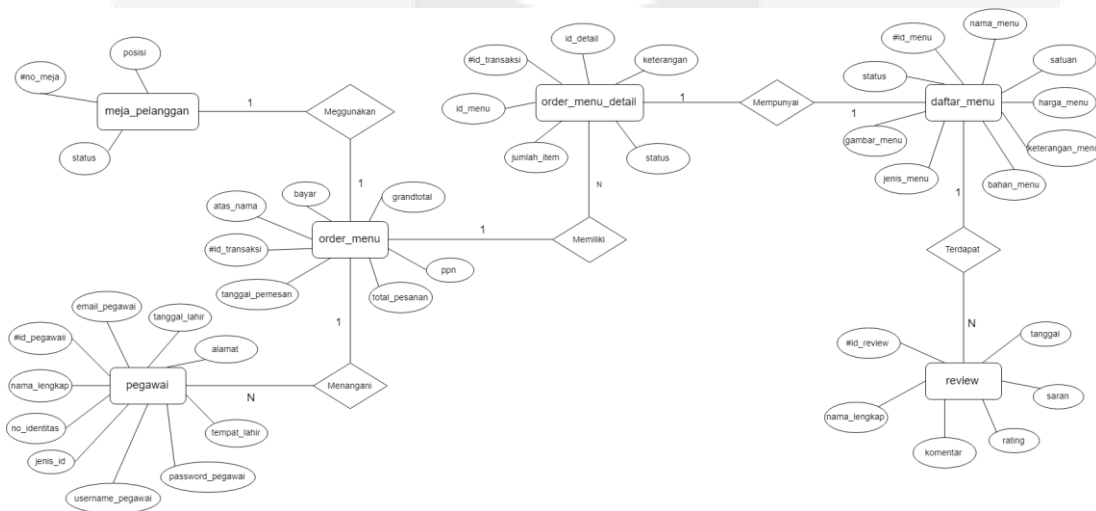 posisi
#no_meja
meja_pelanggan
status
1
Meggunakan
1
id_detail
#id_transaksi
keterangan
order_menu_detail
id_menu
jumlah_item
status
1
Mempunyai
1
nama_menu
#id_menu
status
satuan
daftar_menu
harga_menu
gambar_menu
keterangan_menu
jenis_menu
bahan_menu
N
1
bayar
grandtotal
atas_nama
order_menu
1
Memiliki
Terdapat
#id_transaksi
ppn
tanggal_pemesan
total_pesanan
1
N
email_pegawai
tanggal_lahir
#id_pegawaii
alamat
pegawai
N
Menangani
nama_lengkap
no_identitas
tempat_lahir
jenis_id
password_pegawai
username_pegawai
#id_review
tanggal
review
saran
nama_lengkap
komentar
rating